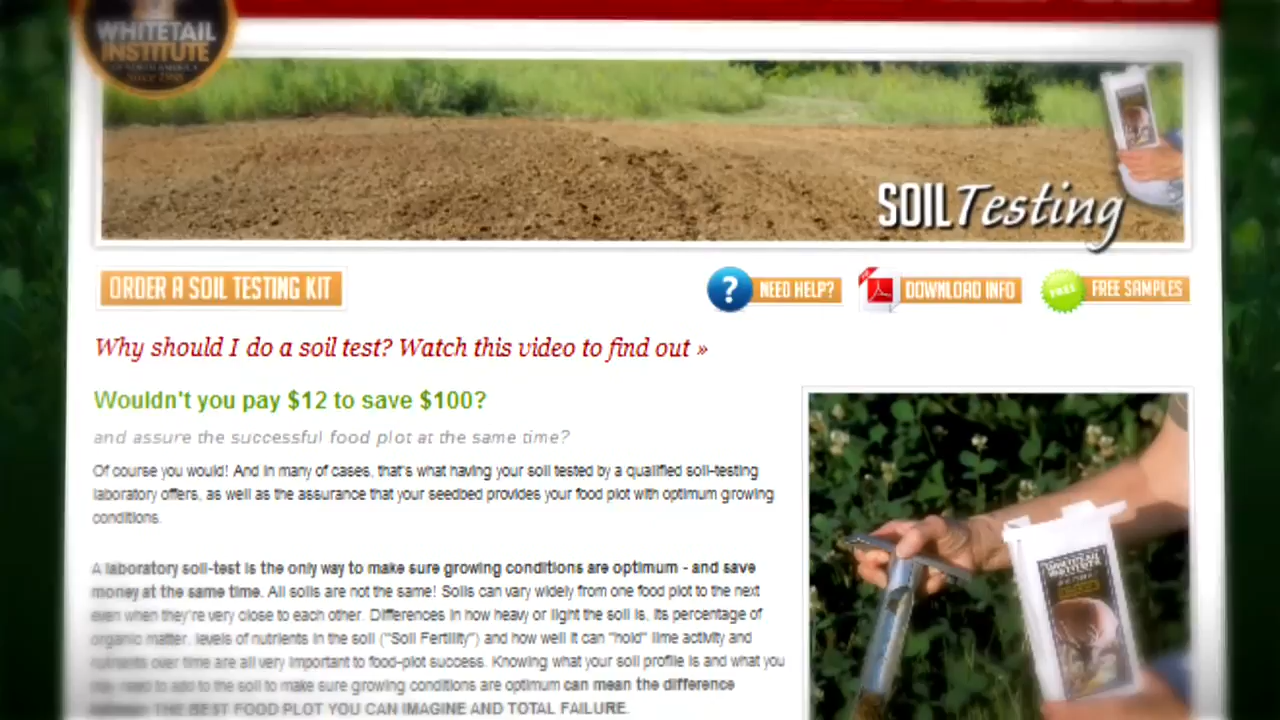 WHITETAIL
INSTITUTE
SOIL Testing
ORDER A SOIL TESTING KIT
NEED HELP?
DOWNLOAD INFO
FREE
FREE SAMPLES
Why should I do a soil test? Watch this video to find out »
Wouldn't you pay $12 to save $100?
and assure the successful food plot at the same time?
Of course you would! And in many of cases, that's what having your soil tested by a qualified soil-testing
laboratory offers, as well as the assurance that your seedbed provides your food plot with optimum growing
conditions.
A laboratory soil-test is the only way to make sure growing conditions are optimum - and save
money at the same time. All soils are not the same! Soils can vary widely from one food plot to the next
even when they're very close to each other. Differences in how heavy or light the soil is, its percentage of
organic matter, levels of nutrients in the soil ("Soil Fertility") and how well it can "hold" lime activity and
nutrients over time are all very important to food-plot success. Knowing what your soil profile is and what you
may need to add to the soil to make sure growing conditions are optimum can mean the difference
between THE BEST FOOD PLOT YOU CAN IMAGINE AND TOTAL FAILURE.
WHITETAIL
INSTITUTE